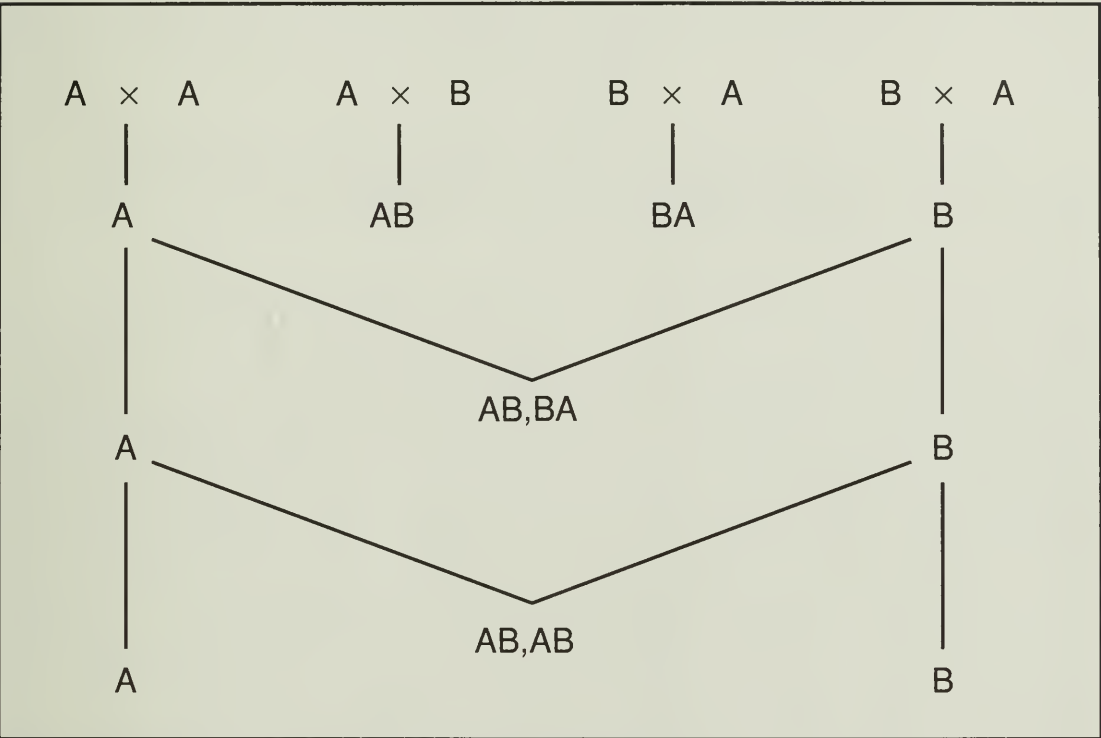 A × A A × B B × A B × A
A AB BA B
AB,BA
A B
AB,AB
A B